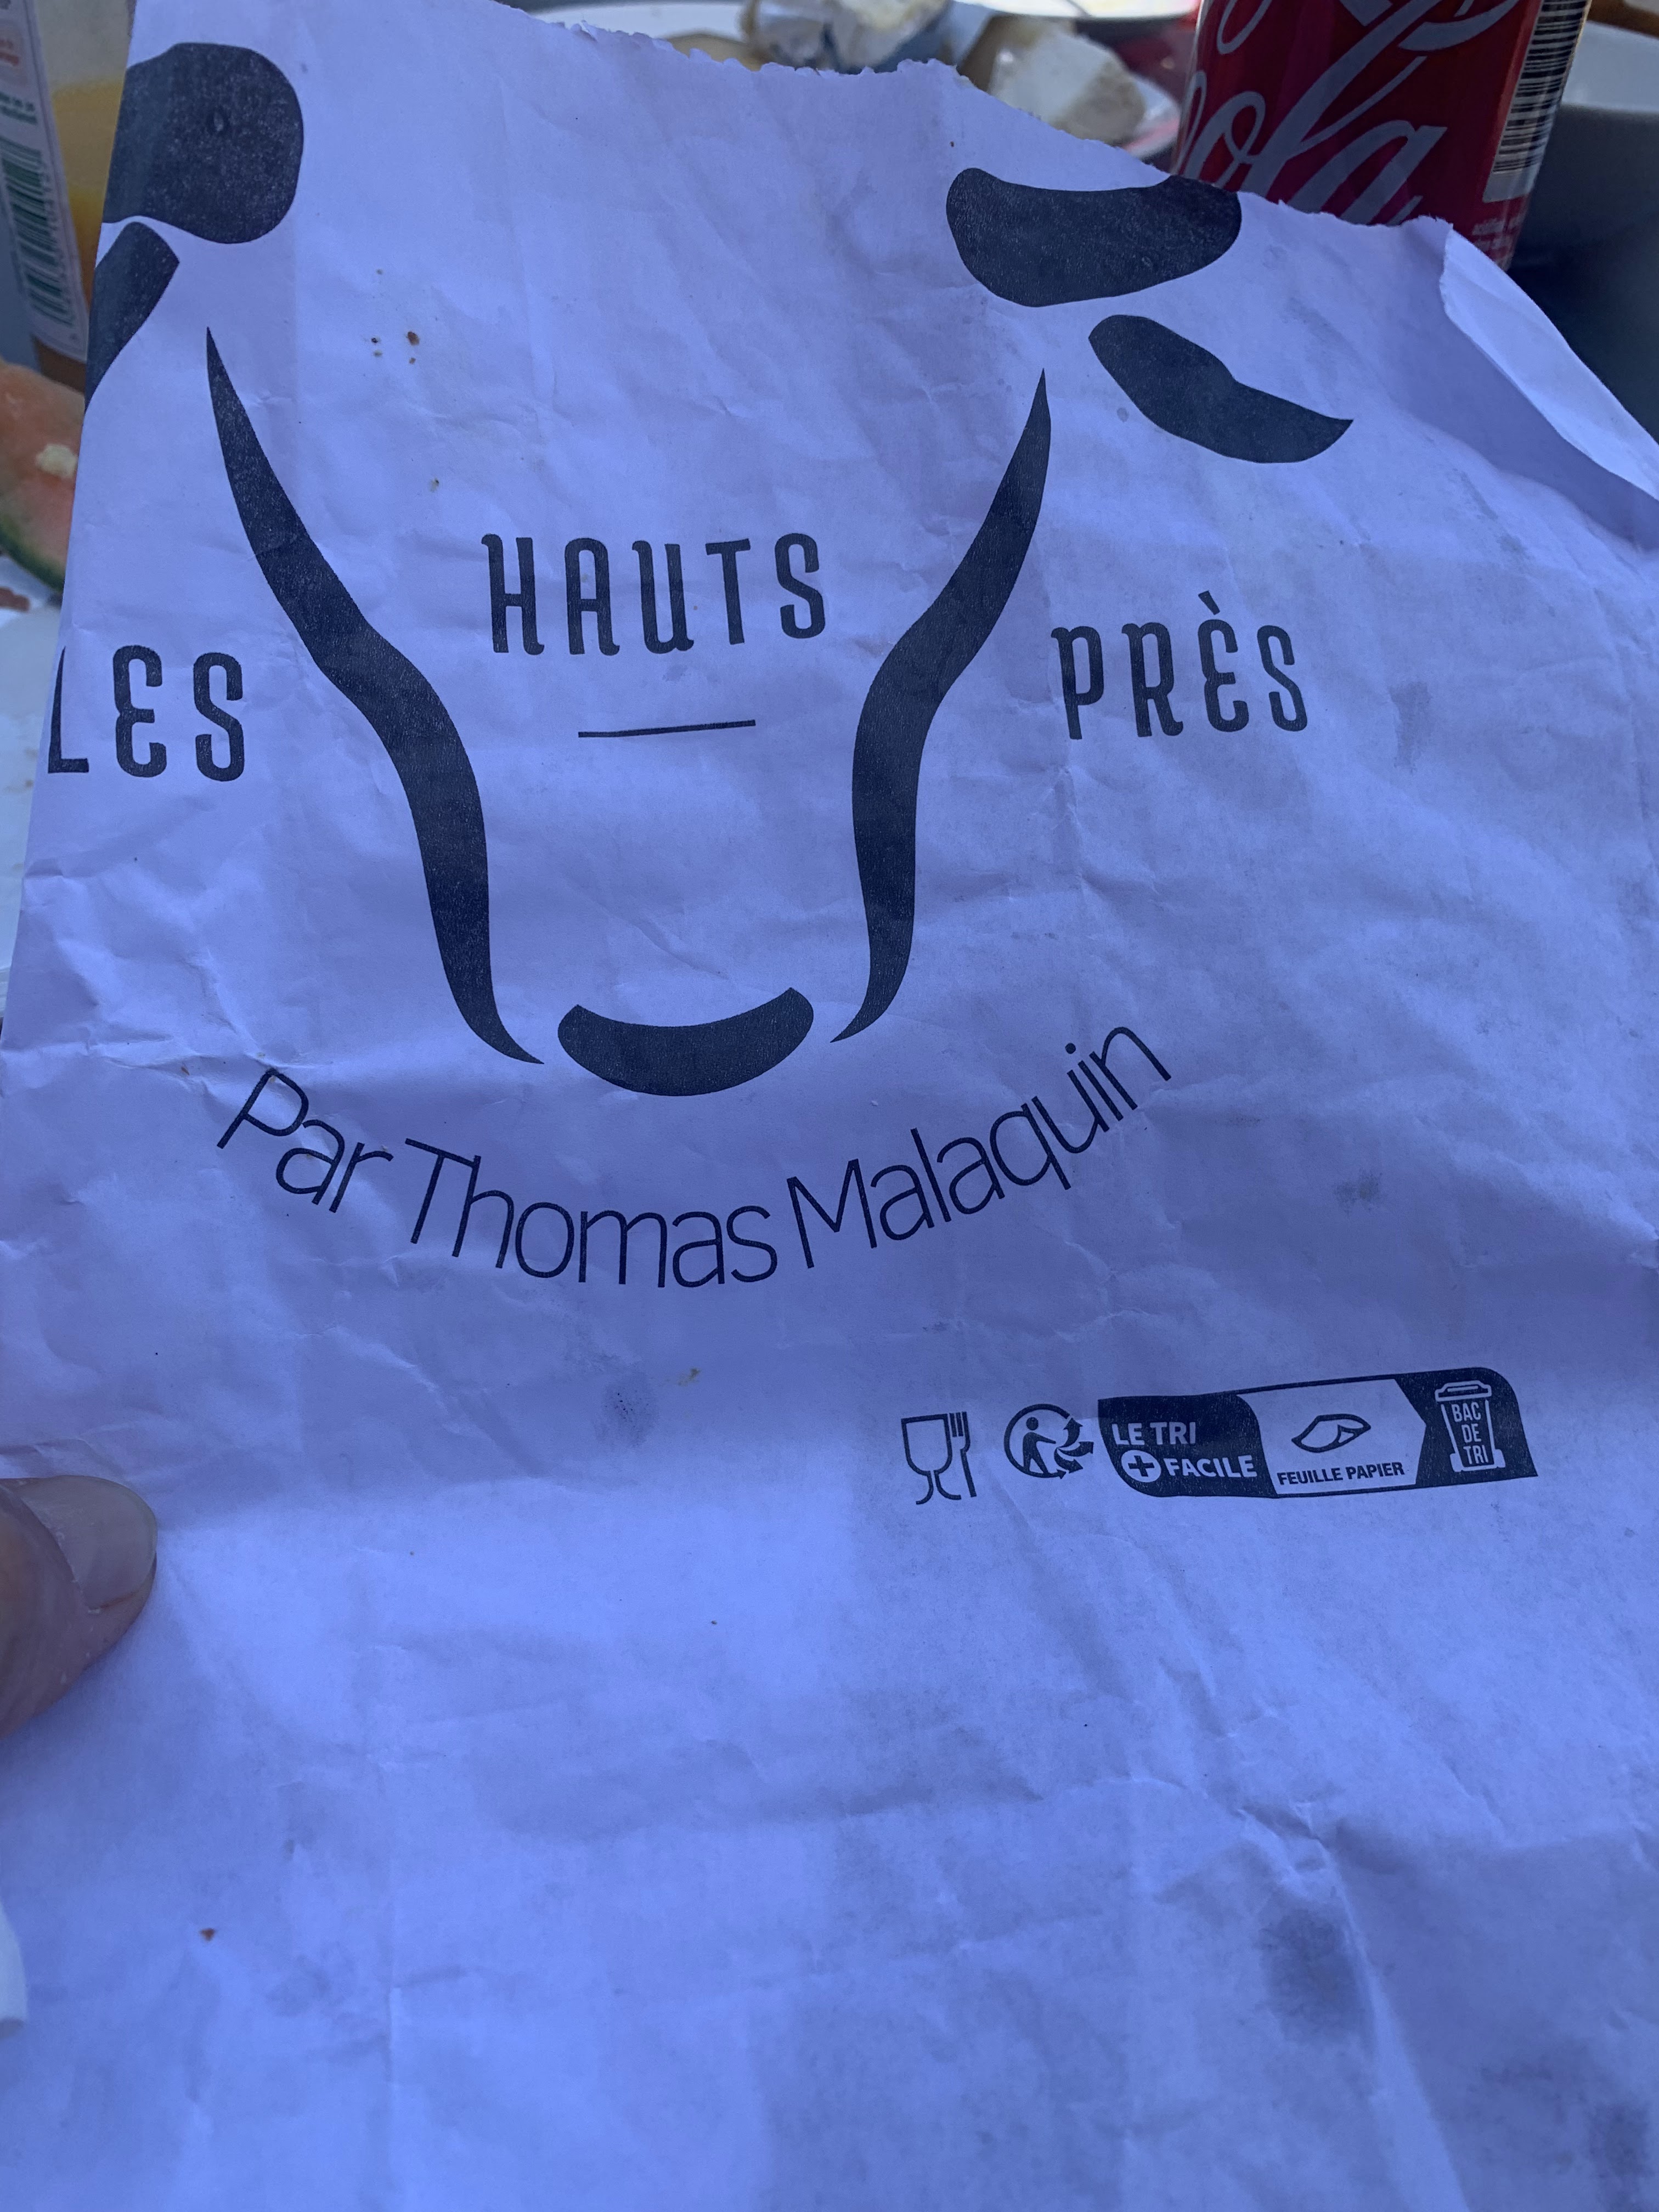 LES HAUTS PRÈS
Par Thomas Malaquin
LE TRI
+ FACILE
FEUILLE PAPIER
BAC
DE
TRI